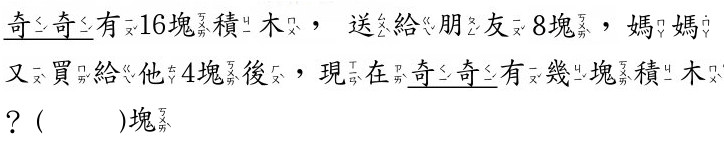 奇奇有16塊積木，送給朋友8塊，媽媽
又買給他4塊後，現在奇奇有幾塊積木
？（　　）塊